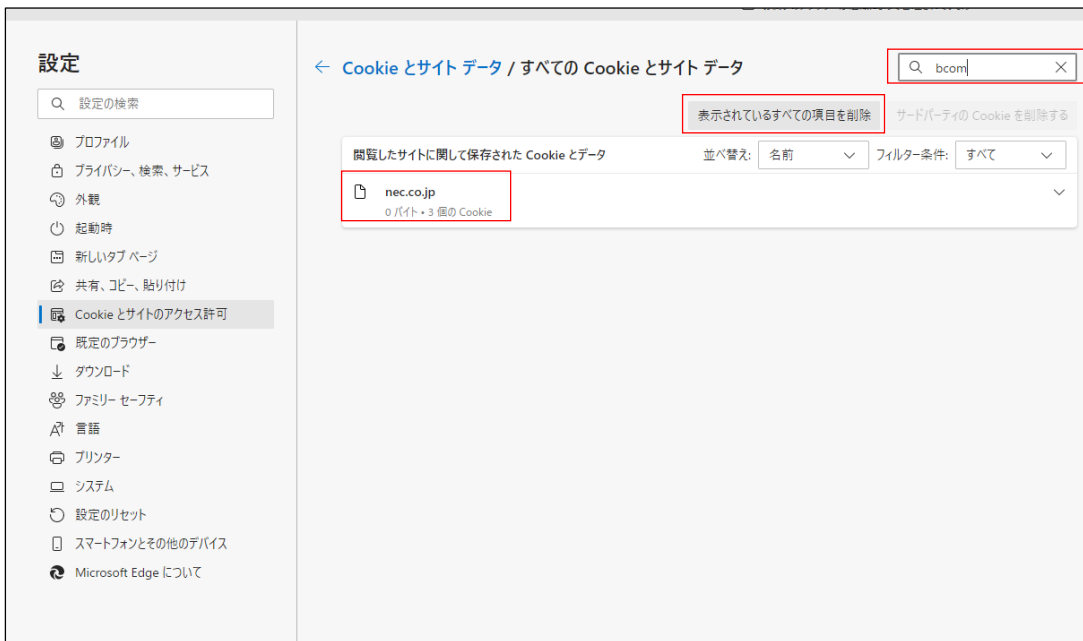 設定
設定の検索
プロファイル
プライバシー、検索、サービス
外観
起動時
新しいタブ ページ
共有、コピー、貼り付け
Cookie とサイトのアクセス許可
既定のブラウザー
ダウンロード
ファミリー セーフティ
言語
プリンター
システム
設定のリセット
スマートフォンとその他のデバイス
Microsoft Edge について
Cookie とサイト データ / すべての Cookie とサイト データ
bcom
表示されているすべての項目を削除
サードパーティの Cookie を削除する
閲覧したサイトに関して保存された Cookie とデータ
並べ替え: 名前
フィルター条件: すべて
nec.co.jp
0 バイト • 3 個の Cookie